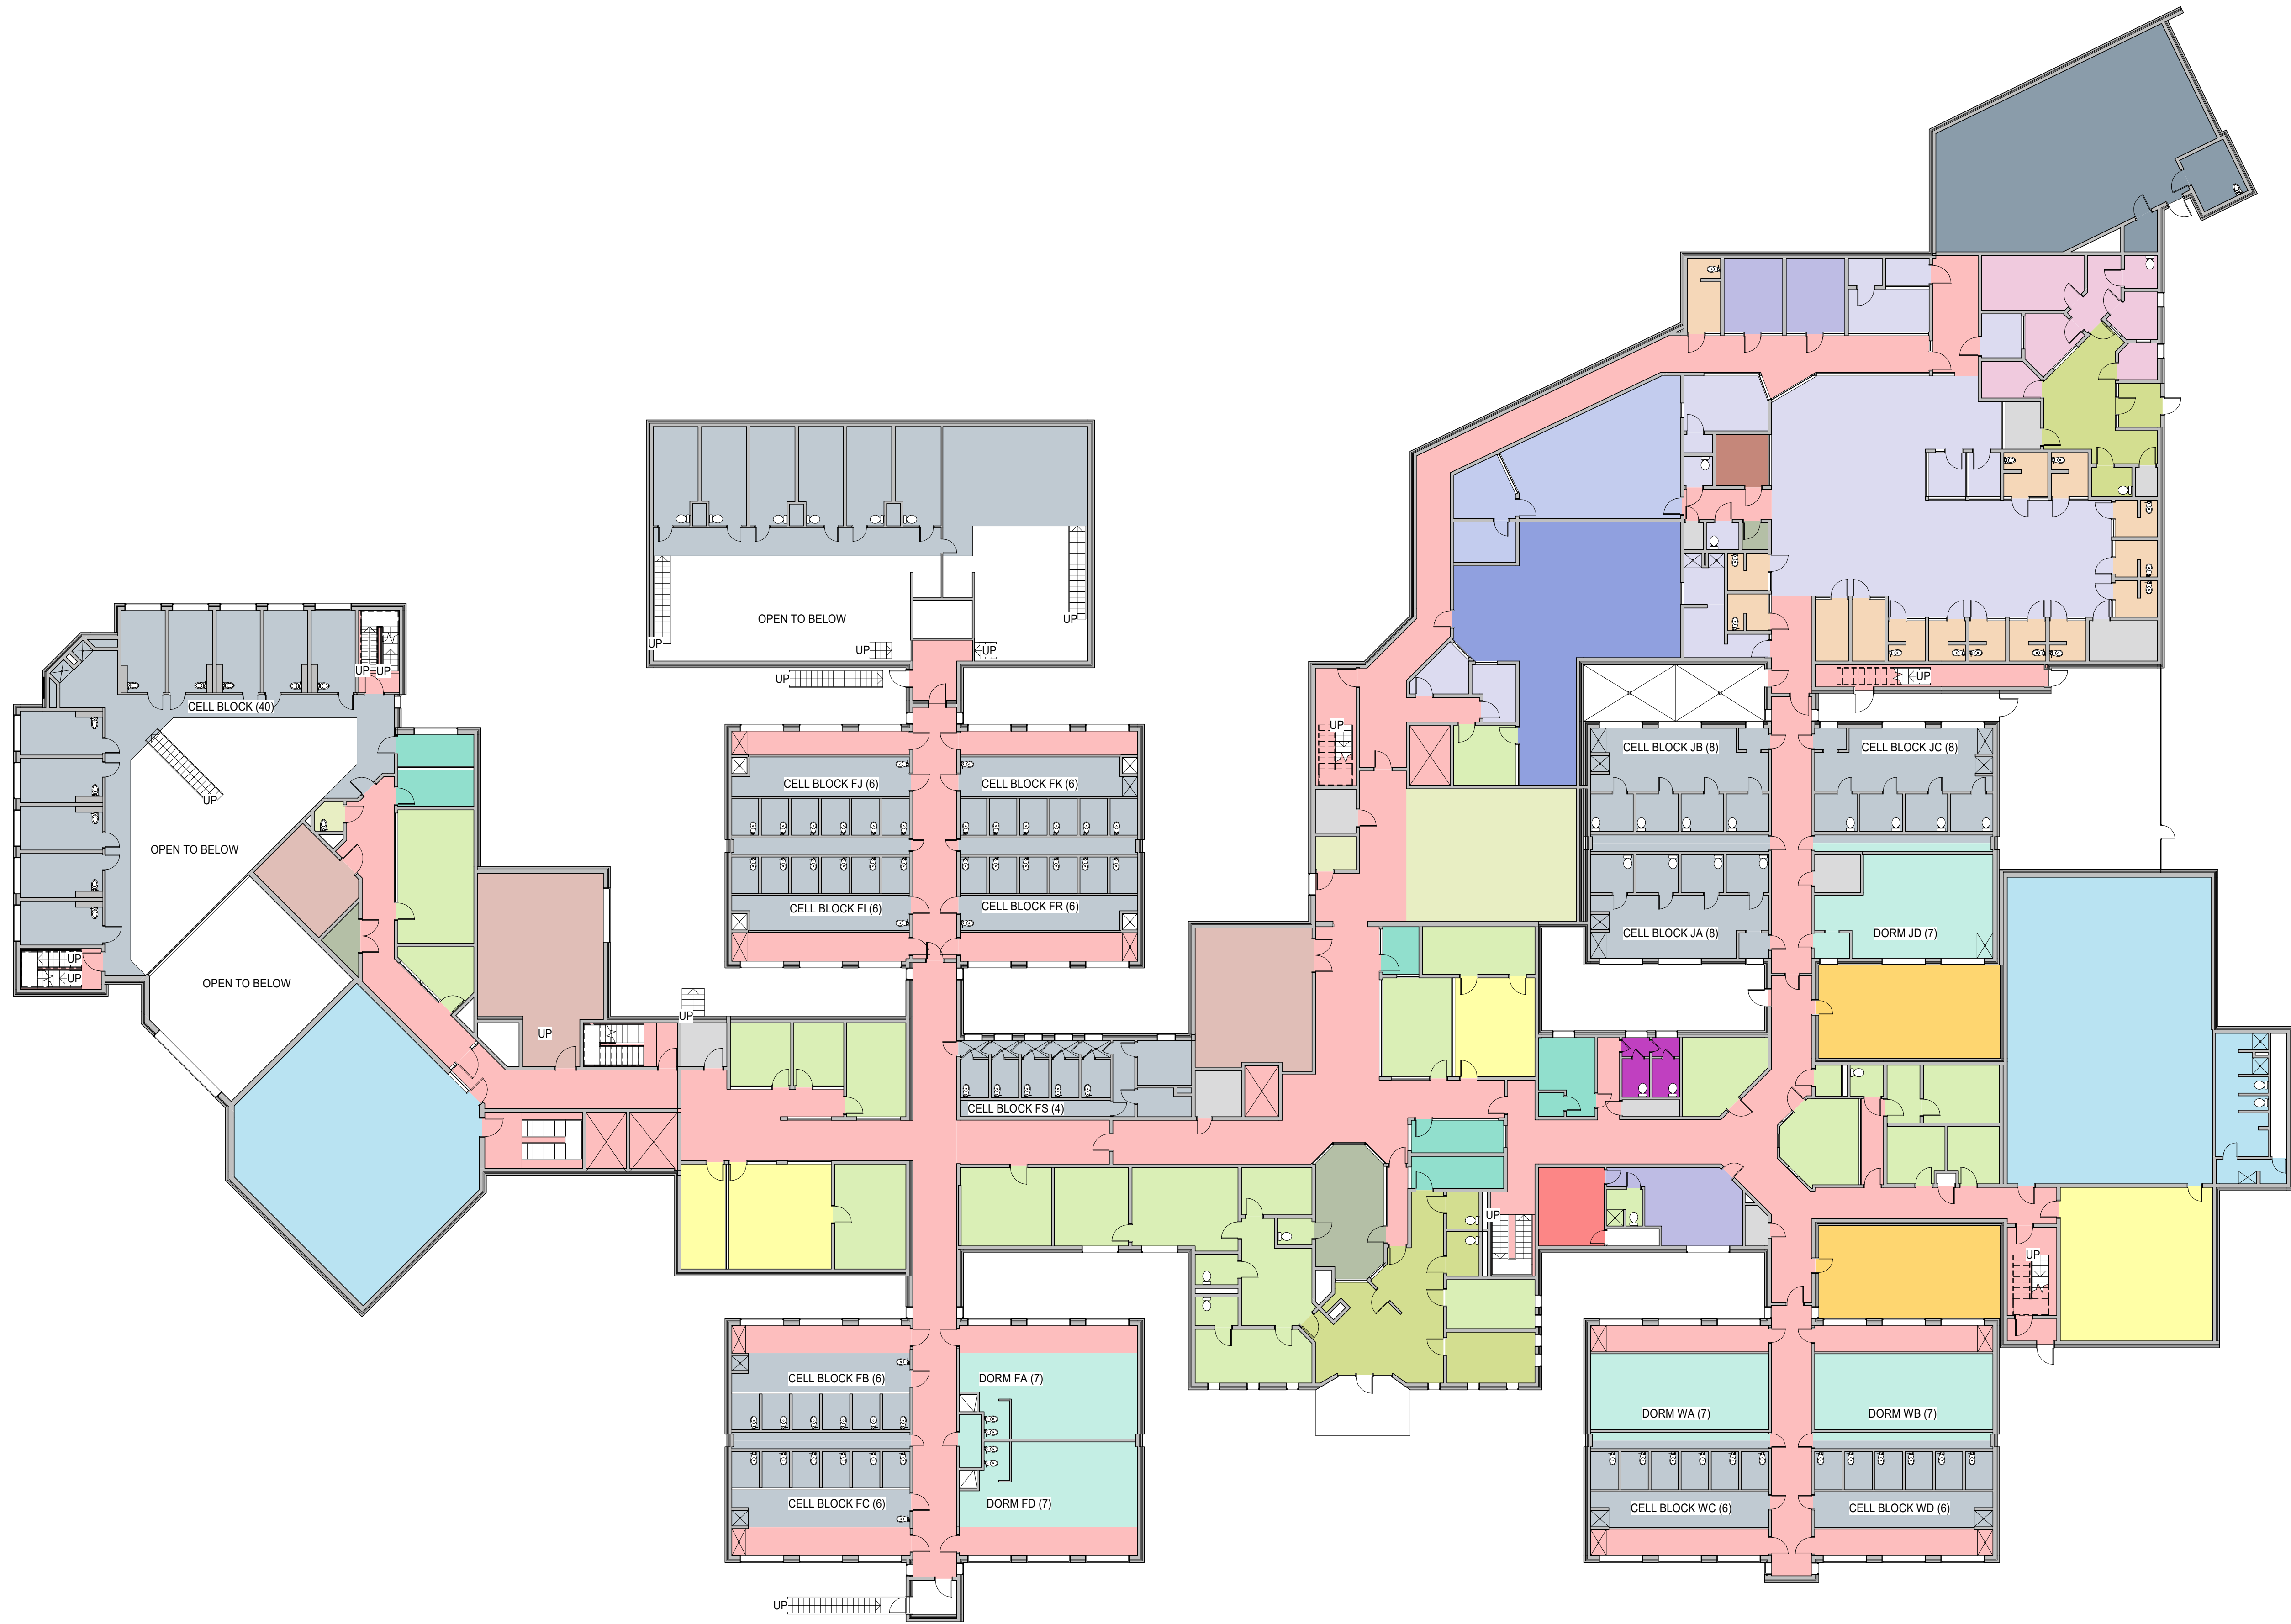 OPEN TO BELOW
UP
UP
UP
UP
UP
UP
UP
CELL BLOCK (40)
UP
OPEN TO BELOW
UP
UP
OPEN TO BELOW
UP
UP
CELL BLOCK FJ (6)
CELL BLOCK FK (6)
CELL BLOCK FI (6)
CELL BLOCK FR (6)
CELL BLOCK FS (4)
UP
UP
CELL BLOCK JB (8)
CELL BLOCK JC (8)
CELL BLOCK JA (8)
DORM JD (7)
UP
UP
CELL BLOCK FB (6)
DORM FA (7)
CELL BLOCK FC (6)
DORM FD (7)
DORM WA (7)
DORM WB (7)
CELL BLOCK WC (6)
CELL BLOCK WD (6)
UP